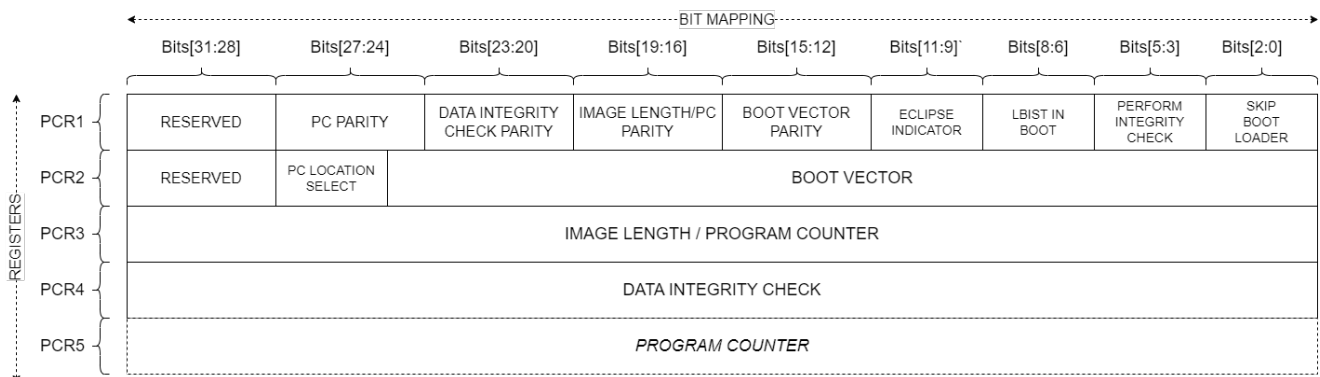 BIT MAPPING
Bits[31:28] Bits[27:24] Bits[23:20] Bits[19:16] Bits[15:12] Bits[11:9]` Bits[8:6] Bits[5:3] Bits[2:0]
REGISTERS
PCR1
RESERVED
PC PARITY
DATA INTEGRITY
CHECK PARITY
IMAGE LENGTH/PC
PARITY
BOOT VECTOR
PARITY
ECLIPSE
INDICATOR
LBIST IN
BOOT
PERFORM
INTEGRITY
CHECK
SKIP
BOOT
LOADER
PCR2
RESERVED
PC LOCATION
SELECT
BOOT VECTOR
PCR3
IMAGE LENGTH / PROGRAM COUNTER
PCR4
DATA INTEGRITY CHECK
PCR5
PROGRAM COUNTER